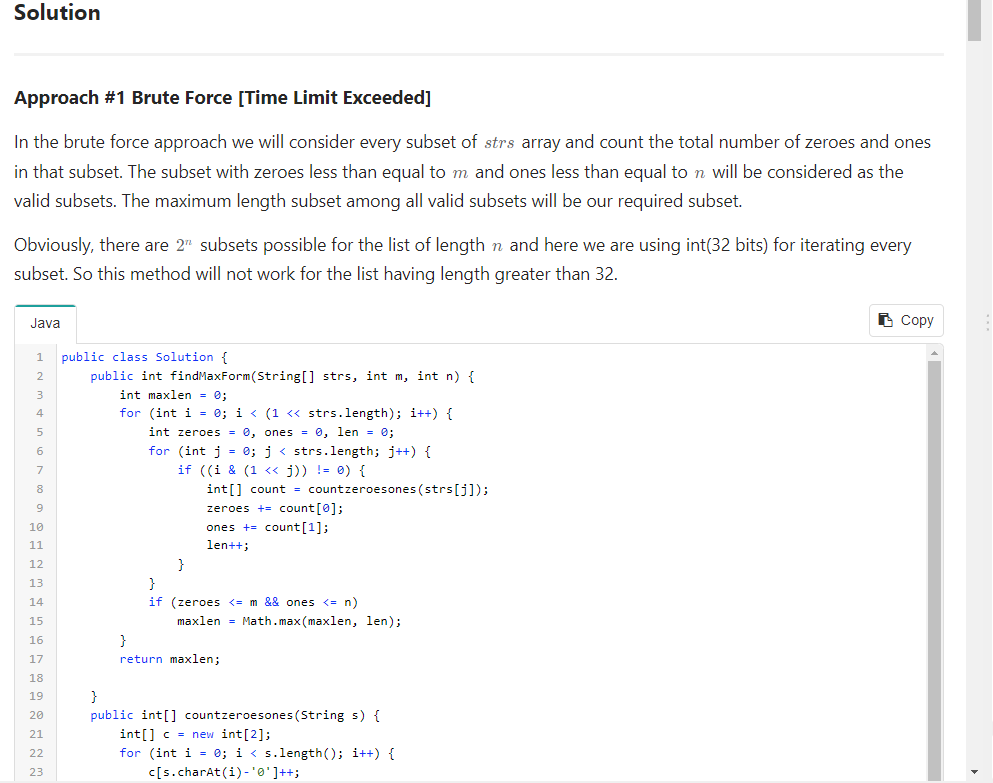 Solution
Approach #1 Brute Force [Time Limit Exceeded]
In the brute force approach we will consider every subset of strs array and count the total number of zeroes and ones
in that subset. The subset with zeroes less than equal to m and ones less than equal to n will be considered as the
valid subsets. The maximum length subset among all valid subsets will be our required subset.
Obviously, there are 2ⁿ subsets possible for the list of length n and here we are using int(32 bits) for iterating every
subset. So this method will not work for the list having length greater than 32.
Java
Copy
1 public class Solution {
2     public int findMaxForm(String[] strs, int m, int n) {
3         int maxlen = 0;
4         for (int i = 0; i < (1 << strs.length); i++) {
5             int zeroes = 0, ones = 0, len = 0;
6             for (int j = 0; j < strs.length; j++) {
7                 if ((i & (1 << j)) != 0) {
8                     int[] count = countzeroesones(strs[j]);
9                     zeroes += count[0];
10                     ones += count[1];
11                     len++;
12                 }
13             }
14             if (zeroes <= m && ones <= n)
15                 maxlen = Math.max(maxlen, len);
16         }
17         return maxlen;
18
19     }
20     public int[] countzeroesones(String s) {
21         int[] c = new int[2];
22         for (int i = 0; i < s.length(); i++) {
23             c[s.charAt(i)-'0']++;